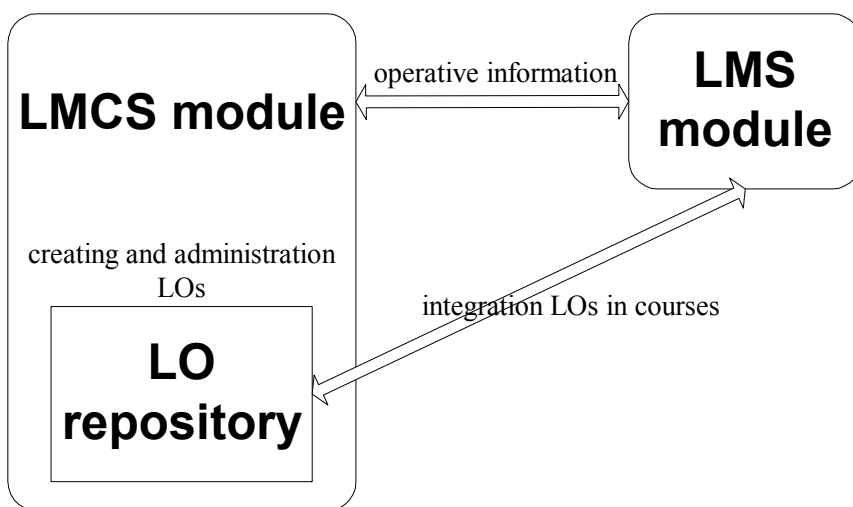 LMCS module
operative information
LMS
module
creating and administration
LOs
LO
repository
integration LOs in courses